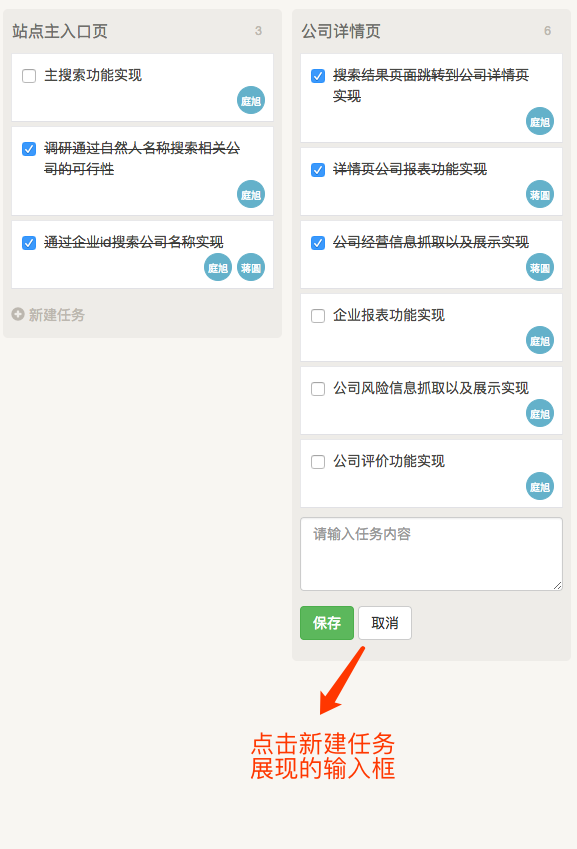 站点主入口页 3
主搜索功能实现
庭旭
调研通过自然人名称搜索相关公
司的可行性
庭旭
通过企业id搜索公司名称实现
庭旭 蒋圆
新建任务
公司详情页 6
搜索结果页面跳转到公司详情页
实现
庭旭
详情页公司报表功能实现
蒋圆
公司经营信息抓取以及展示实现
蒋圆
企业报表功能实现
庭旭
公司风险信息抓取以及展示实现
庭旭
公司评价功能实现
庭旭
请输入任务内容
保存 取消
点击新建任务
展现的输入框